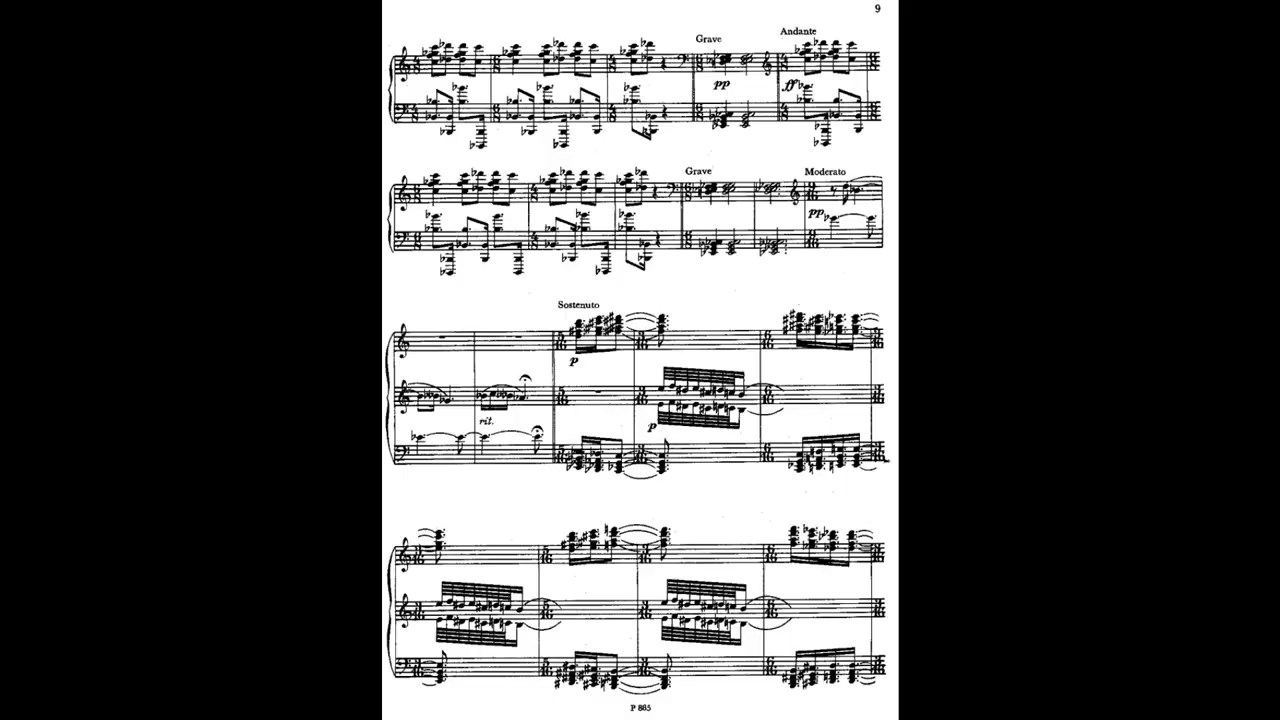 9
Grave
Andante
pp
ff
Grave
Moderato
pp
Sostenuto
p
rit.
p
P 885